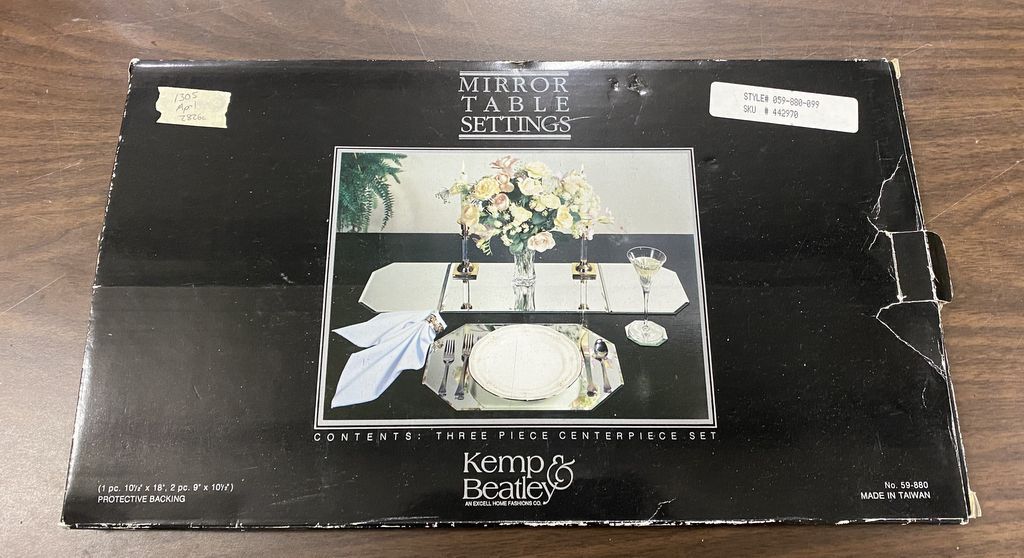 1305
April
28266
MIRROR
TABLE
SETTINGS
STYLE# 059-880-099
SKU # 442970
CONTENTS: THREE PIECE CENTERPIECE SET
Kemp &
Beatley
AN EXCELL HOME FASHIONS CO.
(1 pc. 10½" x 18", 2 pc. 9" x 10½")
PROTECTIVE BACKING
No. 59-880
MADE IN TAIWAN